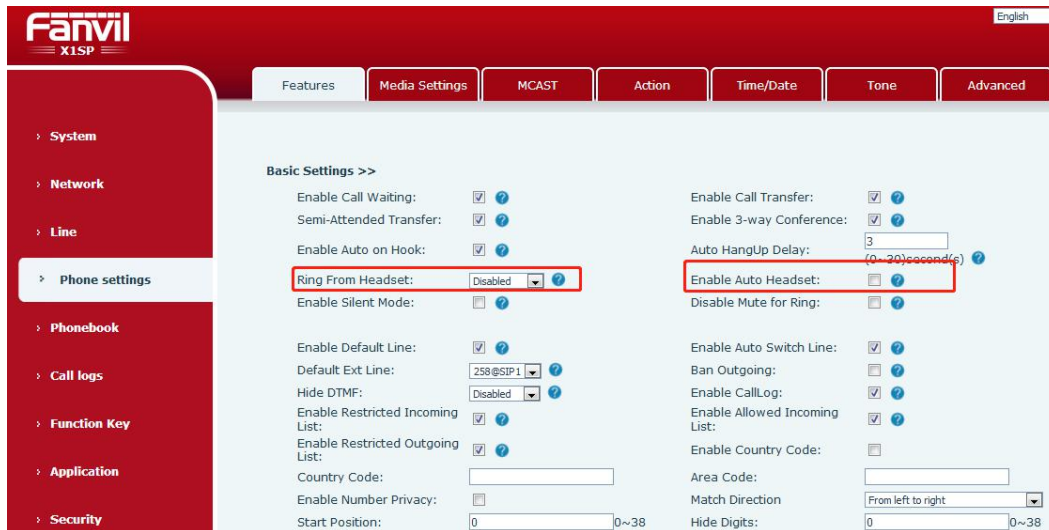 Fanvil
X1SP
English
Features
Media Settings
MCAST
Action
Time/Date
Tone
Advanced
› System
› Network
› Line
› Phone settings
› Phonebook
› Call logs
› Function Key
› Application
› Security
Basic Settings >>
Enable Call Waiting: ?
Enable Call Transfer: ?
Semi-Attended Transfer: ?
Enable 3-way Conference: ?
Enable Auto on Hook: ?
Auto HangUp Delay: 3
(0~30)second(s) ?
Ring From Headset: Disabled ?
Enable Auto Headset: ?
Enable Silent Mode: ?
Disable Mute for Ring: ?
Enable Default Line: ?
Enable Auto Switch Line: ?
Default Ext Line: 258@SIP1 ?
Ban Outgoing: ?
Hide DTMF: Disabled ?
Enable CallLog: ?
Enable Restricted Incoming
List: ?
Enable Allowed Incoming
List: ?
Enable Restricted Outgoing
List: ?
Enable Country Code:
Country Code:
Area Code:
Enable Number Privacy:
Match Direction From left to right
Start Position: 0 0~38
Hide Digits: 0 0~38